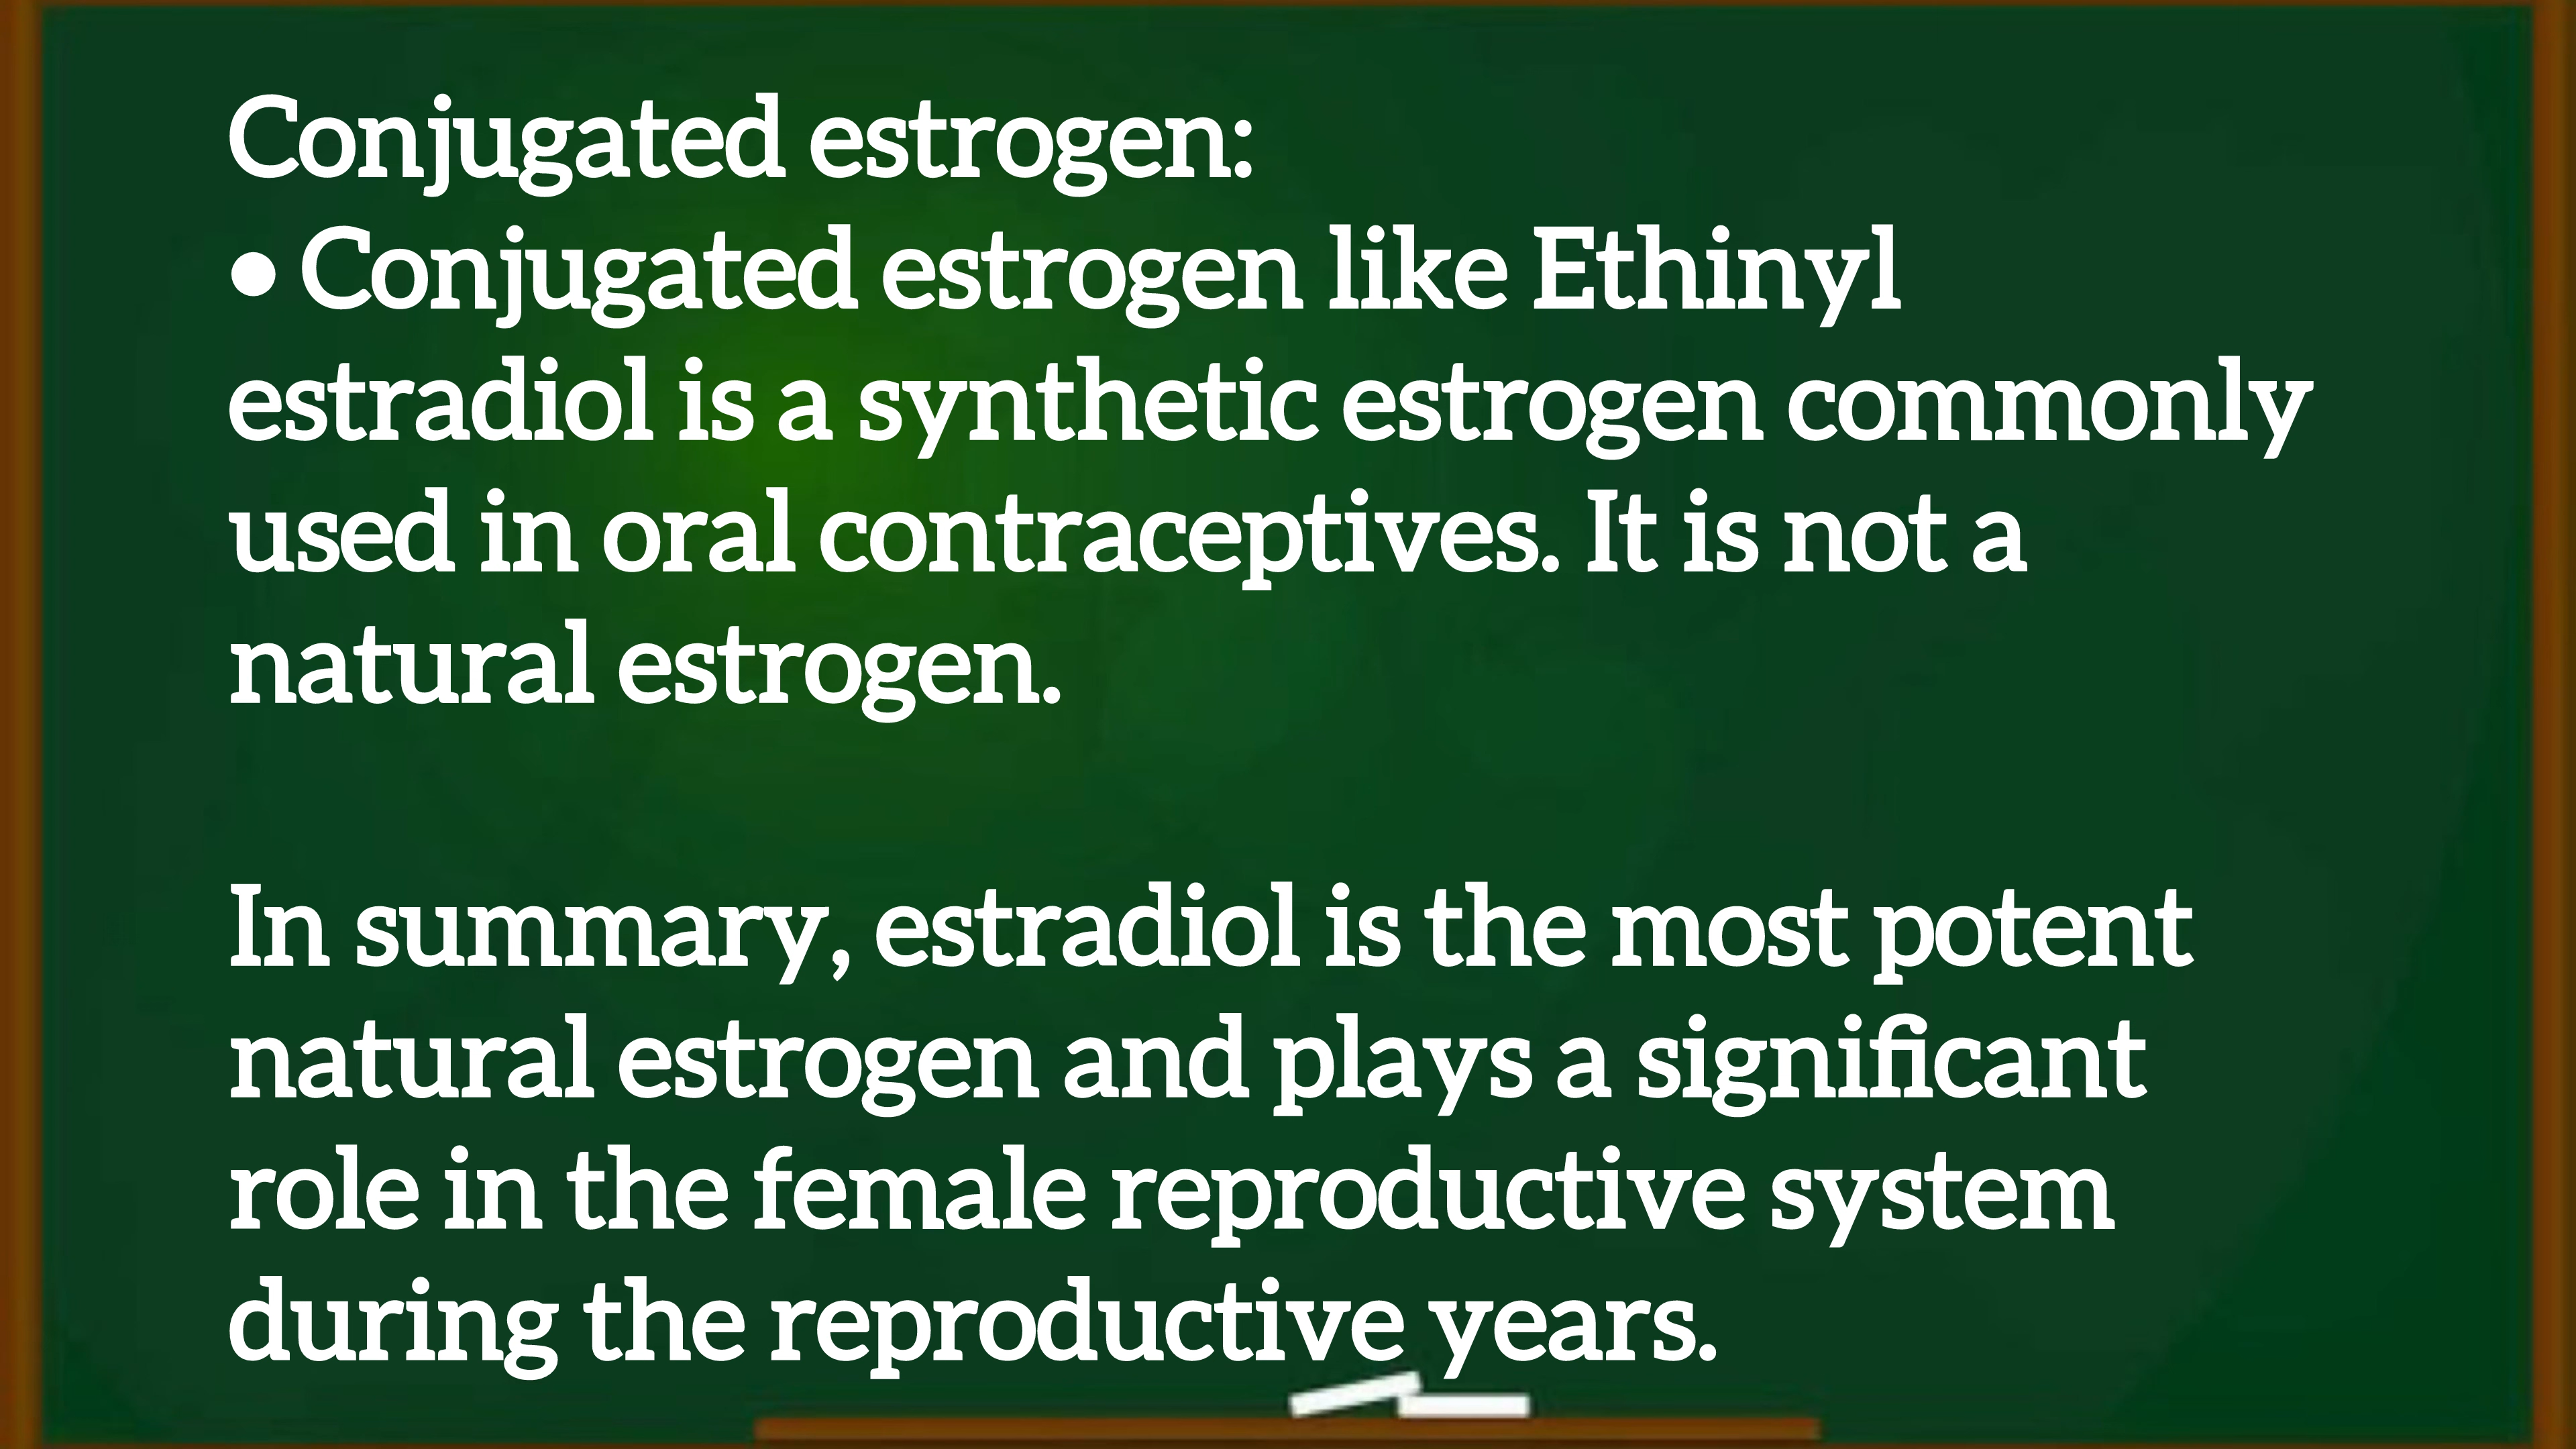 Conjugated estrogen:
• Conjugated estrogen like Ethinyl
estradiol is a synthetic estrogen commonly
used in oral contraceptives. It is not a
natural estrogen.
In summary, estradiol is the most potent
natural estrogen and plays a significant
role in the female reproductive system
during the reproductive years.